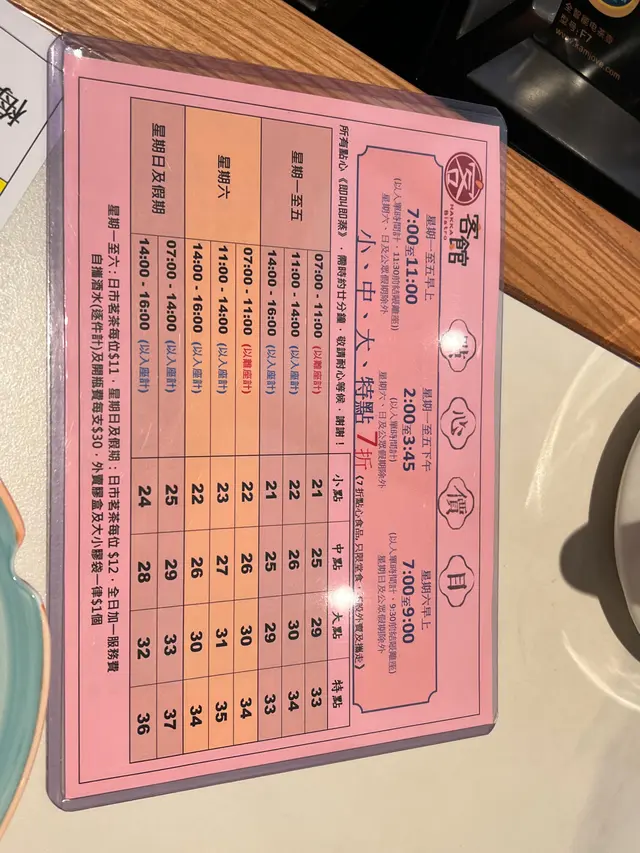 客館
HAKKA
Bistro
點心價目
星期一至五早上
7:00至11:00
(以入單時間計，11:30前結賬離座)
星期六、日及公眾假期除外
星期一至五下午
2:00至3:45
(以入單時間計)
星期六、日及公眾假期除外
星期六早上
7:00至9:00
(以入單時間計，9:30前結賬離座)
星期日及公眾假期除外
小、中、大、特點 7折
(7折點心食品,只限堂食，
外賣及攜走)
所有點心《即叫即蒸》，需時約廿分鐘，敬請耐心等候，謝謝！
小點 中點 大點 特點
星期一至五
07:00 - 11:00 (以離座計) 21 25 29 33
11:00 - 14:00 (以入座計) 22 26 30 34
14:00 - 16:00 (以入座計) 21 25 29 33
星期六
07:00 - 11:00 (以離座計) 22 26 30 34
11:00 - 14:00 (以入座計) 23 27 31 35
14:00 - 16:00 (以入座計) 22 26 30 34
星期日及假期
07:00 - 14:00 (以入座計) 25 29 33 37
14:00 - 16:00 (以入座計) 24 28 32 36
星期一至六：日市茗茶每位$11，星期日及假期：日市茗茶每位 $12，全日加一服務費
自攜酒水(逐件計)及開瓶費每支$30，外賣膠盒及大小膠袋一律$1個
型号: F7
www.kamjove.com